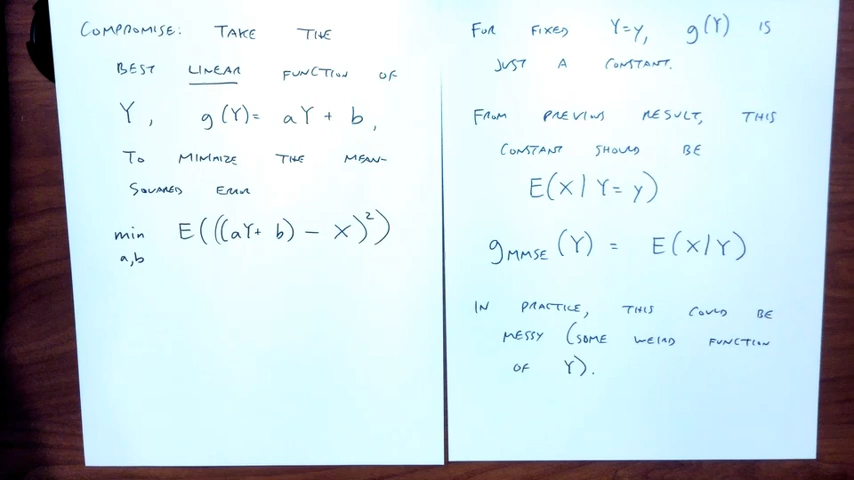 COMPROMISE: TAKE THE
BEST LINEAR FUNCTION OF
Y, g(Y) = aY + b,
TO MINIMIZE THE MEAN-
SQUARED ERROR
min E(((aY + b) - X)²)
a,b
FOR FIXED Y=y, g(Y) IS
JUST A CONSTANT.
FROM PREVIOUS RESULT, THIS
CONSTANT SHOULD BE
E(X | Y = y)
gMMSE (Y) = E(X|Y)
IN PRACTICE, THIS COULD BE
MESSY (SOME WEIRD FUNCTION
OF Y).